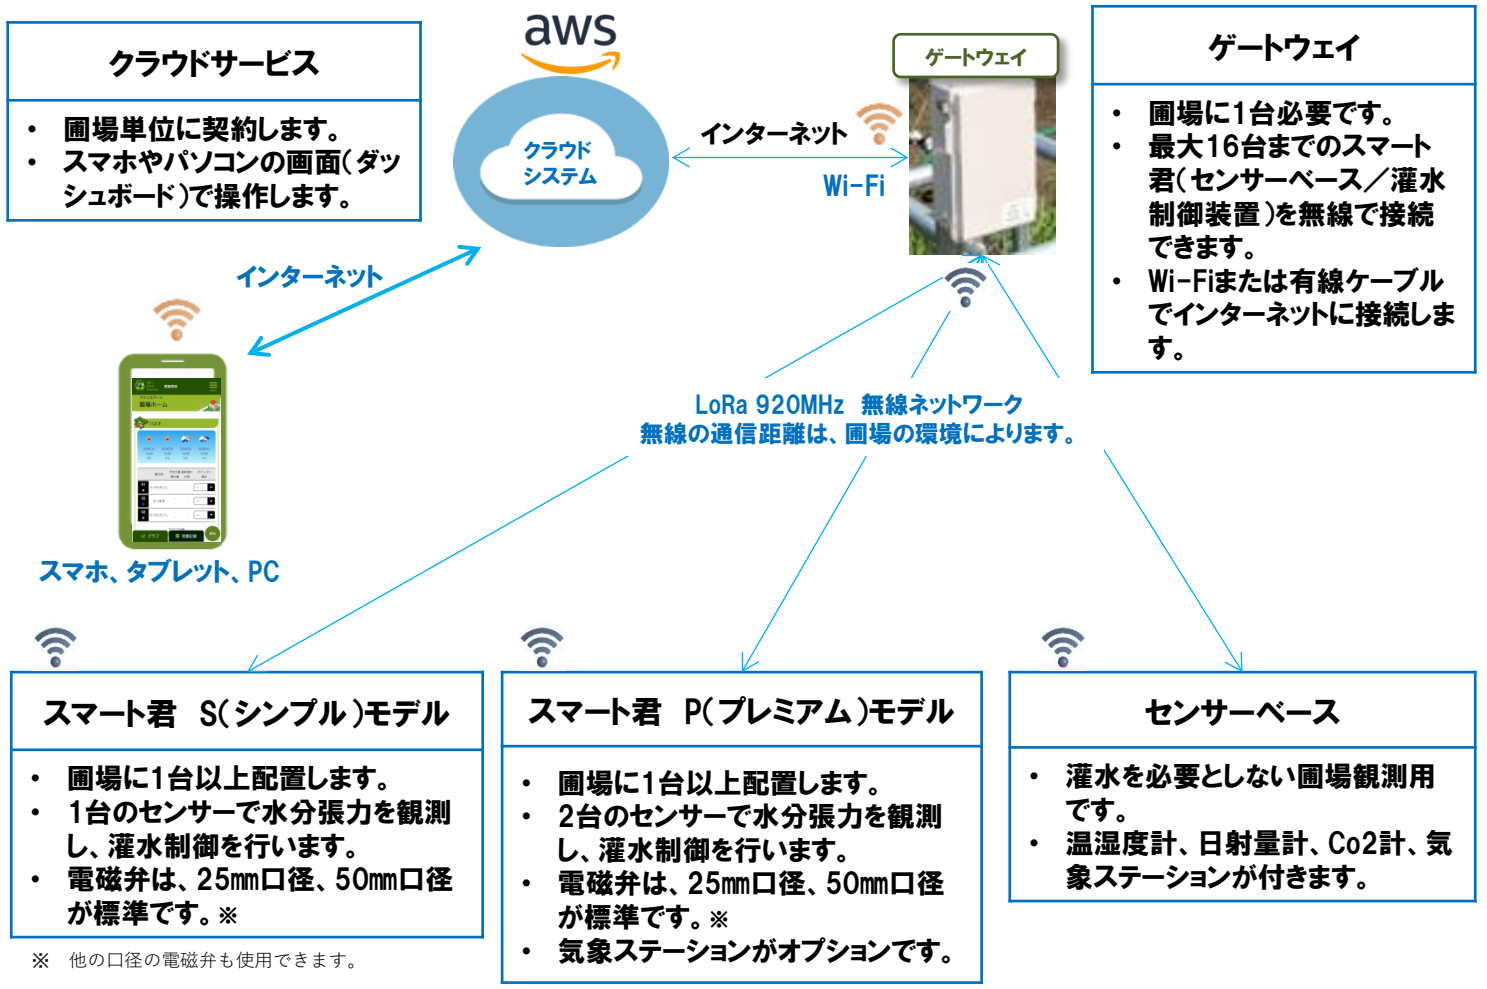 クラウドサービス
・ 圃場単位に契約します。
・ スマホやパソコンの画面(ダッ
シュボード)で操作します。
aws
クラウド
システム
インターネット
Wi-Fi
ゲートウェイ
ゲートウェイ
・ 圃場に1台必要です。
・ 最大16台までのスマート
君(センサーベース／灌水
制御装置)を無線で接続
できます。
・ Wi-Fiまたは有線ケーブル
でインターネットに接続しま
す。
インターネット
圃場ホーム
スマホ、タブレット、PC
LoRa 920MHz 無線ネットワーク
無線の通信距離は、圃場の環境によります。
スマート君 S(シンプル)モデル
・ 圃場に1台以上配置します。
・ 1台のセンサーで水分張力を観測
し、灌水制御を行います。
・ 電磁弁は、25㎜口径、50㎜口径
が標準です。※
※ 他の口径の電磁弁も使用できます。
スマート君 P(プレミアム)モデル
・ 圃場に1台以上配置します。
・ 2台のセンサーで水分張力を観測
し、灌水制御を行います。
・ 電磁弁は、25㎜口径、50㎜口径
が標準です。※
・ 気象ステーションがオプションです。
センサーベース
・ 灌水を必要としない圃場観測用
です。
・ 温湿度計、日射量計、Co2計、気
象ステーションが付きます。